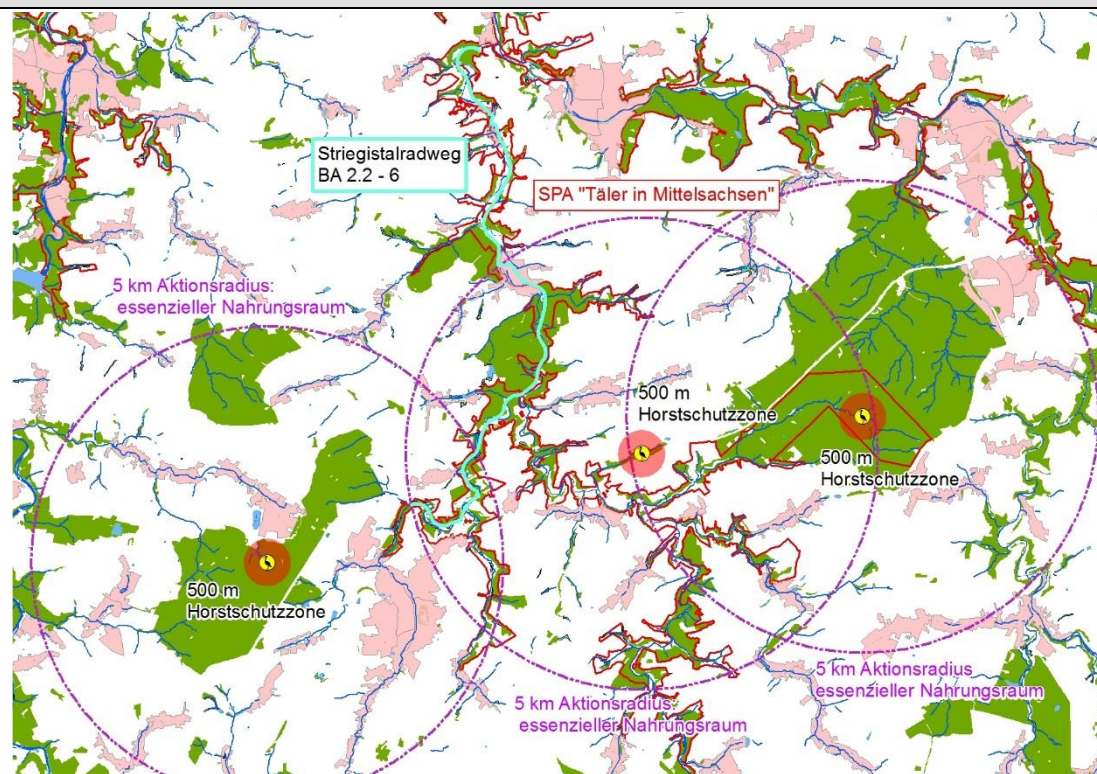 Striegistalradweg
BA 2.2 - 6
SPA "Täler in Mittelsachsen"
5 km Aktionsradius:
essenzieller Nahrungsraum
500 m
Horstschutzzone
500 m
Horstschutzzone
500 m
Horstschutzzone
5 km Aktionsradius
essenzieller Nahrungsraum
5 km Aktionsradius:
essenzieller Nahrungsraum